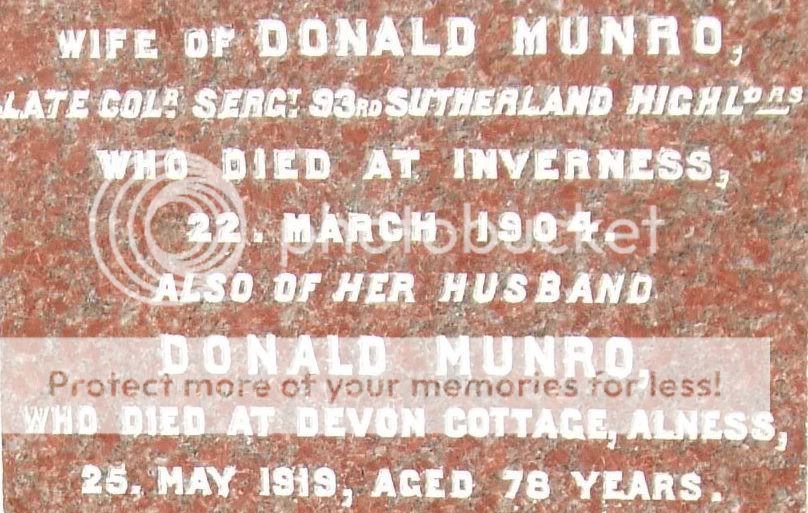 WIFE OF DONALD MUNRO,
LATE COLR. SERGT. 93RD SUTHERLAND HIGHLDRS
WHO DIED AT INVERNESS,
22. MARCH 1904.
photobucket
ALSO OF HER HUSBAND
DONALD MUNRO,
Protect more of your memories for less!
WHO DIED AT DEVON COTTAGE, ALNESS,
25. MAY 1919, AGED 78 YEARS.